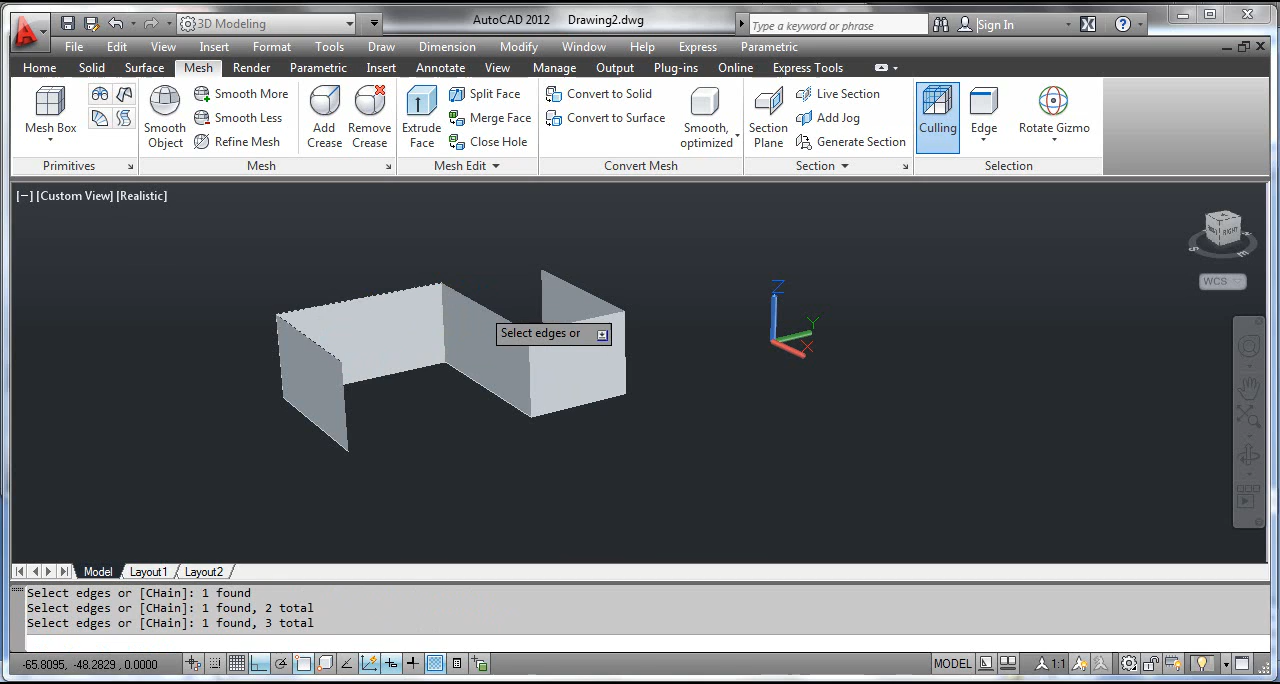 3D Modeling
AutoCAD 2012 Drawing2.dwg
Type a keyword or phrase
Sign In
File Edit View Insert Format Tools Draw Dimension Modify Window Help Express Parametric
Home Solid Surface Mesh Render Parametric Insert Annotate View Manage Output Plug-ins Online Express Tools
Mesh Box
Primitives
Smooth Object
Smooth More
Smooth Less
Refine Mesh
Add Crease
Remove Crease
Mesh
Extrude Face
Split Face
Merge Face
Close Hole
Mesh Edit
Convert to Solid
Convert to Surface
Smooth, optimized
Convert Mesh
Section Plane
Live Section
Add Jog
Generate Section
Section
Culling
Edge
Rotate Gizmo
Selection
[−] [Custom View] [Realistic]
RIGHT
S
E
WCS
Z
Y
X
Select edges or
Model Layout1 Layout2
Select edges or [CHain]: 1 found
Select edges or [CHain]: 1 found, 2 total
Select edges or [CHain]: 1 found, 3 total
-65.8095, -48.2829 , 0.0000
MODEL
1:1